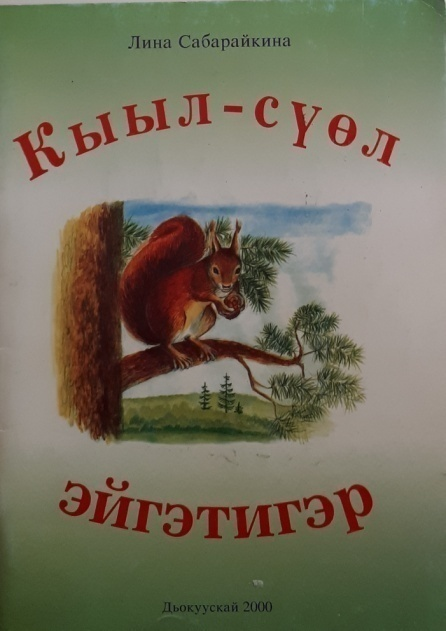 Лина Сабарайкина
Кыыл-сүөл
эйгэтигэр
Дьокуускай 2000